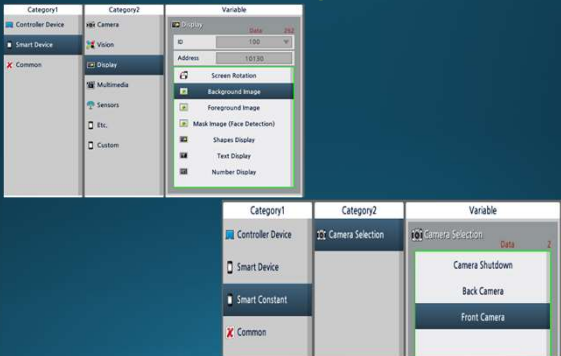 Category1
Category2
Variable
Controller Device
Camera
Display
Data 252
Smart Device
Vision
ID 100
Common
Display
Address 10130
Multimedia
Screen Rotation
Sensors
Background Image
Etc.
Foreground Image
Custom
Mask Image (Face Detection)
Shapes Display
Text Display
Number Display
Category1
Category2
Variable
Controller Device
Camera Selection
Camera Selection
Data 2
Smart Device
Camera Shutdown
Smart Constant
Back Camera
Common
Front Camera